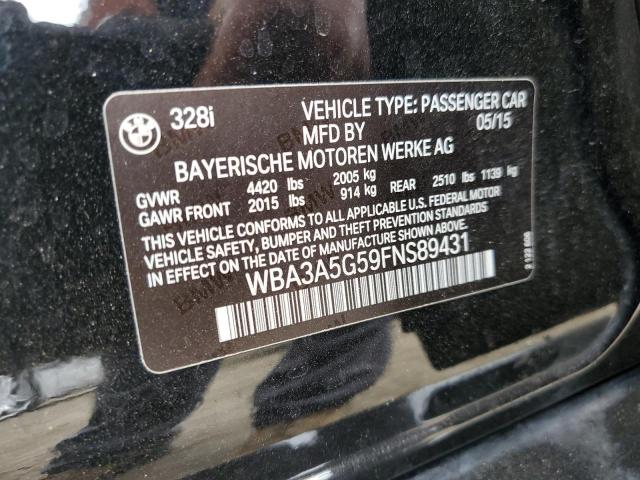 328i VEHICLE TYPE: PASSENGER CAR
MFD BY 05/15
BAYERISCHE MOTOREN WERKE AG
GVWR 4420 lbs 2005 kg
GAWR FRONT 2015 lbs 914 kg REAR 2510 lbs 1139 kg
THIS VEHICLE CONFORMS TO ALL APPLICABLE U.S. FEDERAL MOTOR
VEHICLE SAFETY, BUMPER AND THEFT PREVENTION STANDARDS
IN EFFECT ON THE DATE OF MANUFACTURE SHOWN ABOVE.
WBA3A5G59FNS89431